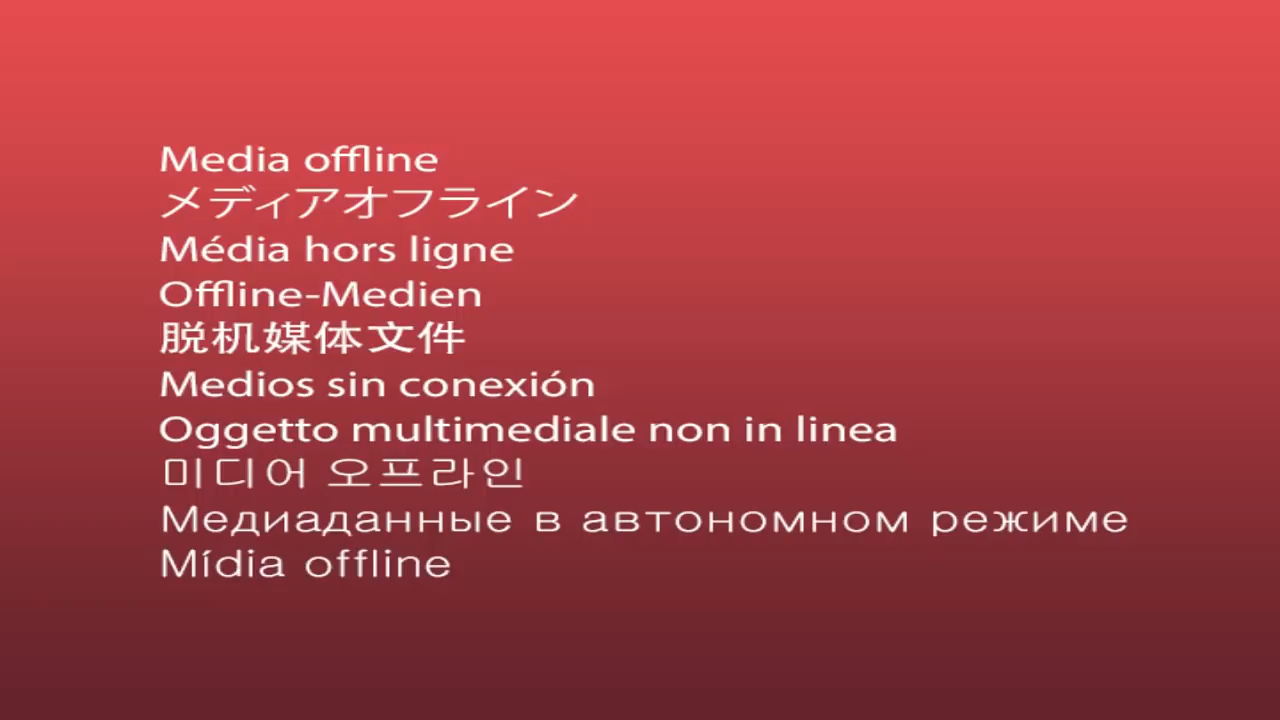 Media offline
メディアオフライン
Média hors ligne
Offline-Medien
脱机媒体文件
Medios sin conexión
Oggetto multimediale non in linea
미디어 오프라인
Медиаданные в автономном режиме
Mídia offline